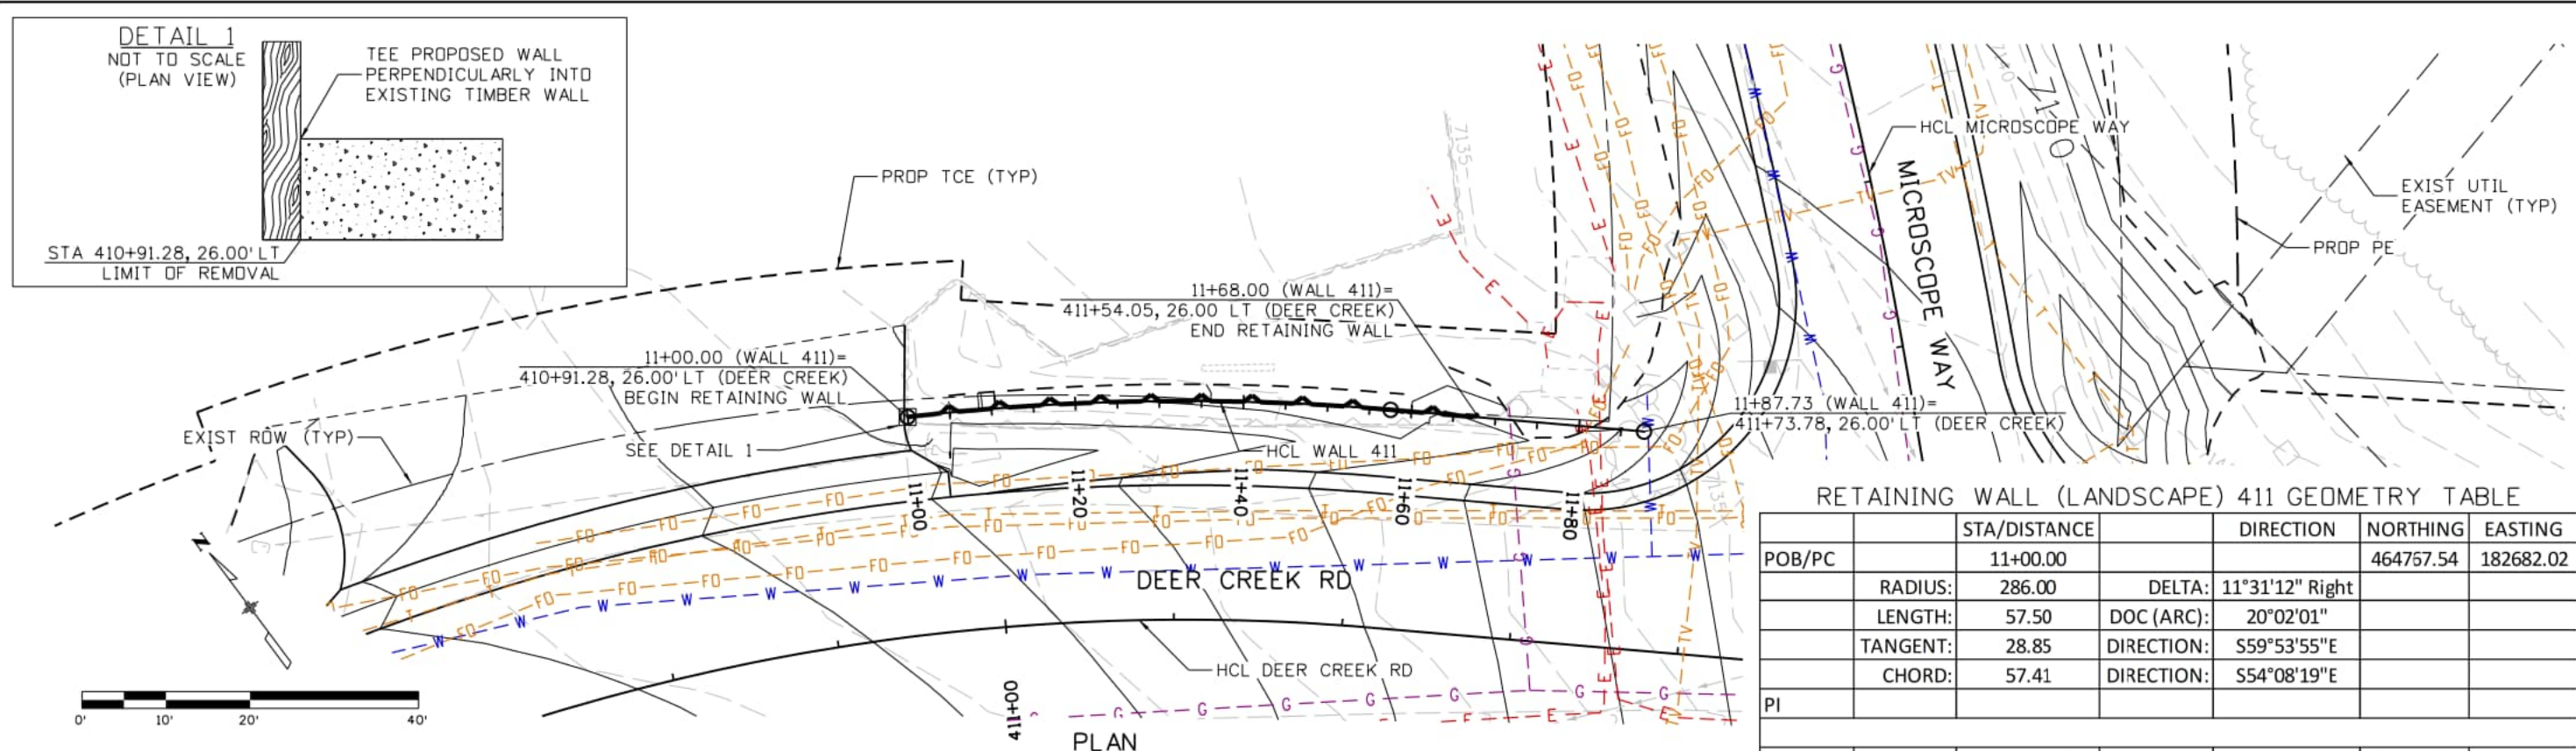 DETAIL 1
NOT TO SCALE
(PLAN VIEW)
TEE PROPOSED WALL
PERPENDICULARLY INTO
EXISTING TIMBER WALL
STA 410+91.28, 26.00' LT
LIMIT OF REMOVAL
PROP TCE (TYP)
11+68.00 (WALL 411)=
411+54.05, 26.00 LT (DEER CREEK)
END RETAINING WALL
11+00.00 (WALL 411)=
410+91.28, 26.00' LT (DEER CREEK)
BEGIN RETAINING WALL
EXIST ROW (TYP)
SEE DETAIL 1
HCL WALL 411
7135
HCL MICROSCOPE WAY
MICROSCOPE WAY
7140
EXIST UTIL
EASEMENT (TYP)
PROP PE
11+87.73 (WALL 411)=
411+73.78, 26.00' LT (DEER CREEK)
11+00
11+20
11+40
11+60
11+80
DEER CREEK RD
HCL DEER CREEK RD
411+00
N
0'
10'
20'
40'
PLAN
RETAINING WALL (LANDSCAPE) 411 GEOMETRY TABLE
STA/DISTANCE DIRECTION NORTHING EASTING
POB/PC 11+00.00 464767.54 182682.02
RADIUS: 286.00 DELTA: 11°31'12" Right
LENGTH: 57.50 DOC (ARC): 20°02'01"
TANGENT: 28.85 DIRECTION: S59°53'55"E
CHORD: 57.41 DIRECTION: S54°08'19"E
PI